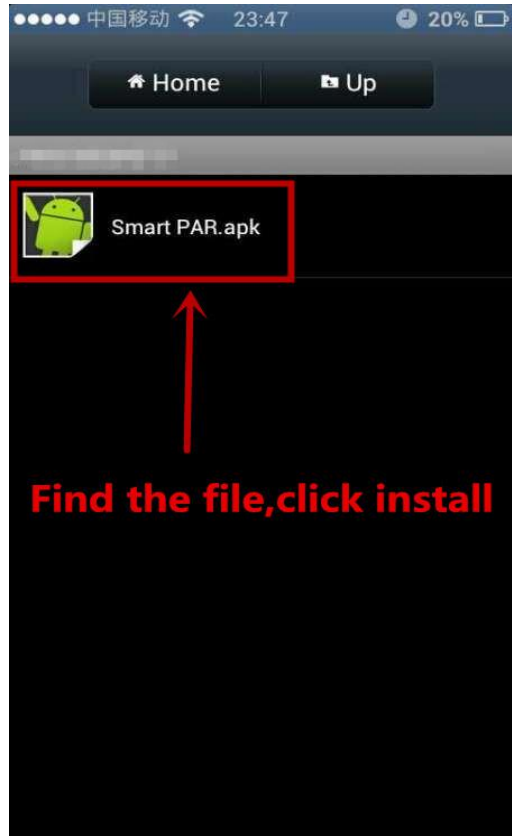 中国移动 23:47 20%
Home Up
Smart PAR.apk
Find the file,click install